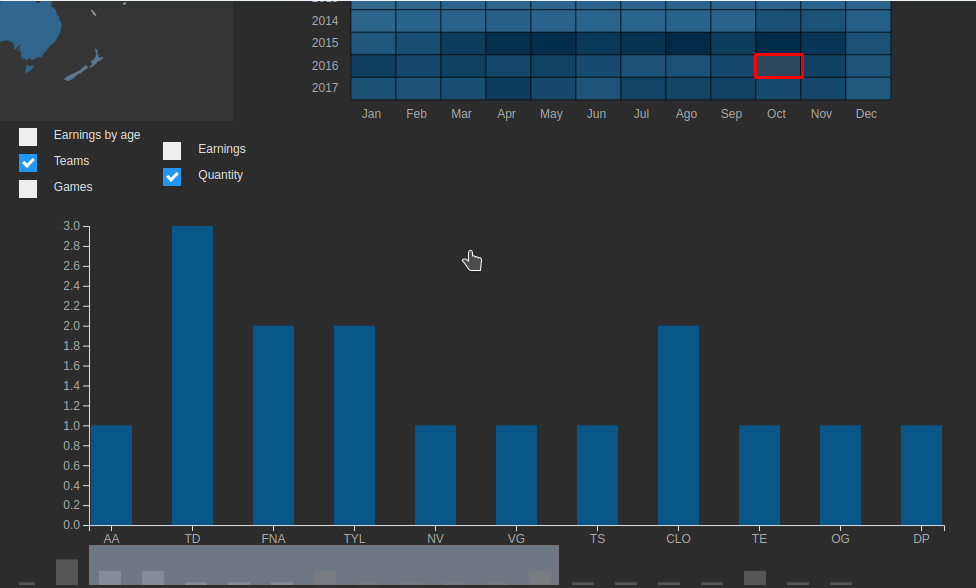 2014
2015
2016
2017
Jan Feb Mar Apr May Jun Jul Ago Sep Oct Nov Dec
Earnings by age
Earnings
Teams
Quantity
Games
3.0
2.8
2.6
2.4
2.2
2.0
1.8
1.6
1.4
1.2
1.0
0.8
0.6
0.4
0.2
0.0
AA TD FNA TYL NV VG TS CLO TE OG DP